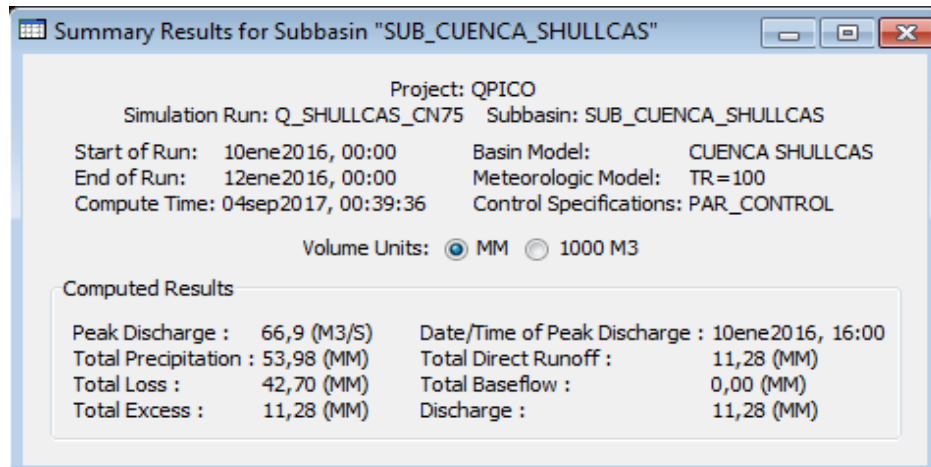 Summary Results for Subbasin "SUB_CUENCA_SHULLCAS"
Project: QPICO
Simulation Run: Q_SHULLCAS_CN75 Subbasin: SUB_CUENCA_SHULLCAS
Start of Run: 10ene2016, 00:00 Basin Model: CUENCA SHULLCAS
End of Run: 12ene2016, 00:00 Meteorologic Model: TR=100
Compute Time: 04sep2017, 00:39:36 Control Specifications: PAR_CONTROL
Volume Units: MM 1000 M3
Computed Results
Peak Discharge : 66,9 (M3/S) Date/Time of Peak Discharge : 10ene2016, 16:00
Total Precipitation : 53,98 (MM) Total Direct Runoff : 11,28 (MM)
Total Loss : 42,70 (MM) Total Baseflow : 0,00 (MM)
Total Excess : 11,28 (MM) Discharge : 11,28 (MM)